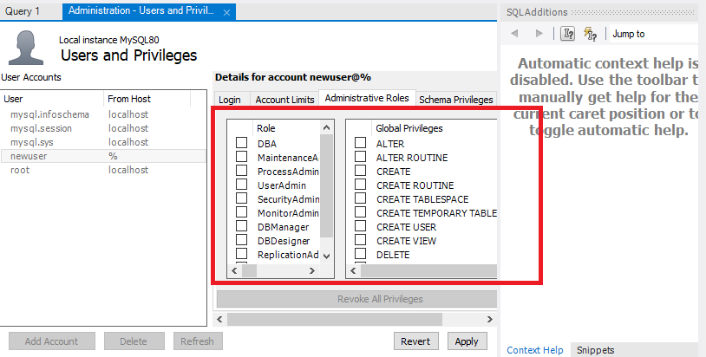 Query 1
Administration - Users and Privil...
SQLAdditions
Jump to
Local instance MySQL80
Users and Privileges
User Accounts
User From Host
mysql.infoschema localhost
mysql.session localhost
mysql.sys localhost
newuser %
root localhost
Add Account
Delete
Refresh
Details for account newuser@%
Login
Account Limits
Administrative Roles
Schema Privileges
Role
DBA
MaintenanceA
ProcessAdmin
UserAdmin
SecurityAdmin
MonitorAdmin
DBManager
DBDesigner
ReplicationAd
Global Privileges
ALTER
ALTER ROUTINE
CREATE
CREATE ROUTINE
CREATE TABLESPACE
CREATE TEMPORARY TABLE
CREATE USER
CREATE VIEW
DELETE
Revoke All Privileges
Revert
Apply
Automatic context help is
disabled. Use the toolbar t
manually get help for the
current caret position or to
toggle automatic help.
Context Help
Snippets